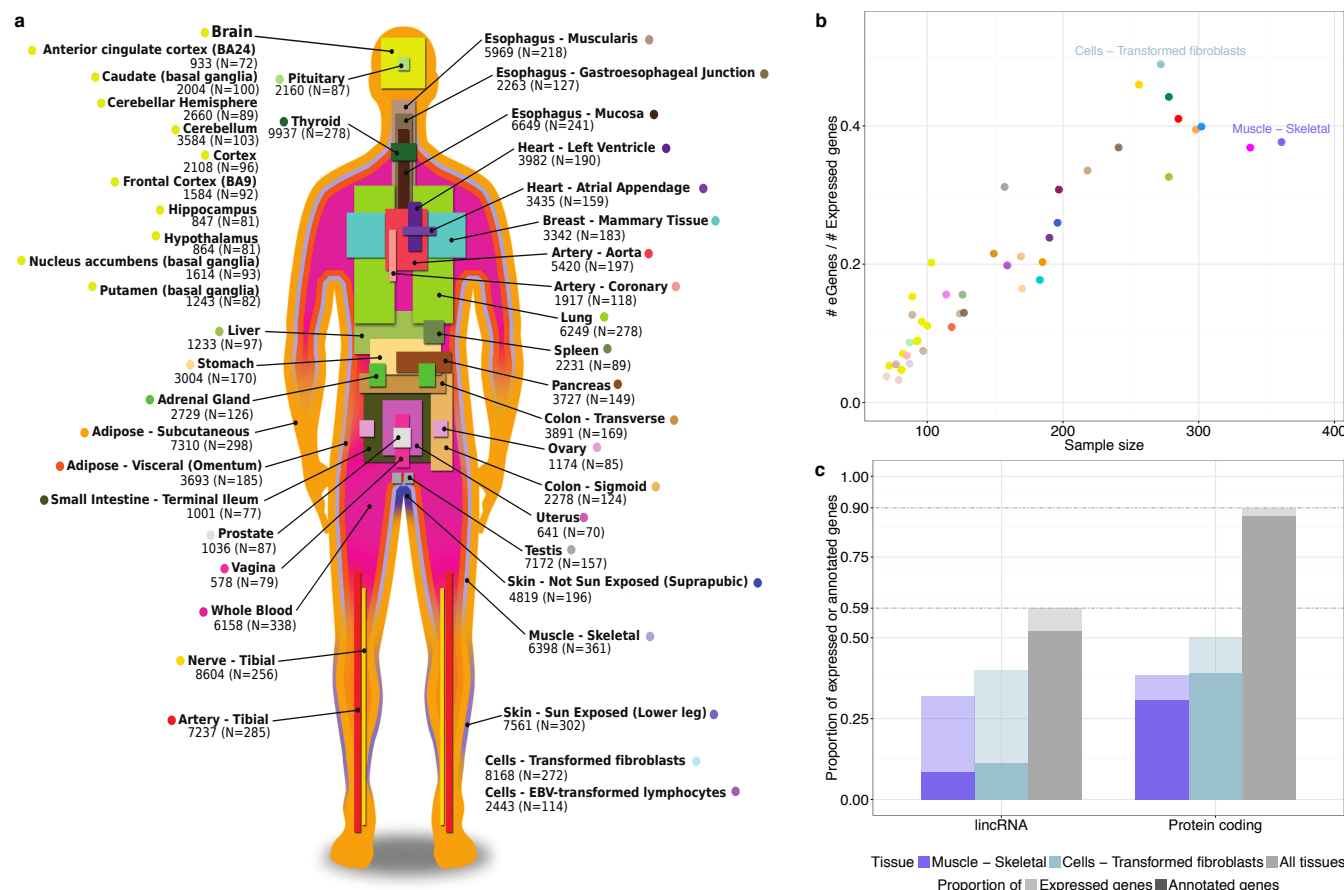 a
Brain
Anterior cingulate cortex (BA24)
933 (N=72)
Caudate (basal ganglia)
2004 (N=100)
Cerebellar Hemisphere
2660 (N=89)
Cerebellum
3584 (N=103)
Cortex
2108 (N=96)
Frontal Cortex (BA9)
1584 (N=92)
Hippocampus
847 (N=81)
Hypothalamus
864 (N=81)
Nucleus accumbens (basal ganglia)
1614 (N=93)
Putamen (basal ganglia)
1243 (N=82)
Pituitary
2160 (N=87)
Thyroid
9937 (N=278)
Liver
1233 (N=97)
Stomach
3004 (N=170)
Adrenal Gland
2729 (N=126)
Adipose - Subcutaneous
7310 (N=298)
Adipose - Visceral (Omentum)
3693 (N=185)
Small Intestine - Terminal Ileum
1001 (N=77)
Prostate
1036 (N=87)
Vagina
578 (N=79)
Whole Blood
6158 (N=338)
Nerve - Tibial
8604 (N=256)
Artery - Tibial
7237 (N=285)
Esophagus - Muscularis
5969 (N=218)
Esophagus - Gastroesophageal Junction
2263 (N=127)
Esophagus - Mucosa
6649 (N=241)
Heart - Left Ventricle
3982 (N=190)
Heart - Atrial Appendage
3435 (N=159)
Breast - Mammary Tissue
3342 (N=183)
Artery - Aorta
5420 (N=197)
Artery - Coronary
1917 (N=118)
Lung
6249 (N=278)
Spleen
2231 (N=89)
Pancreas
3727 (N=149)
Colon - Transverse
3891 (N=169)
Ovary
1174 (N=85)
Colon - Sigmoid
2278 (N=124)
Uterus
641 (N=70)
Testis
7172 (N=157)
Skin - Not Sun Exposed (Suprapubic)
4819 (N=196)
Muscle - Skeletal
6398 (N=361)
Skin - Sun Exposed (Lower leg)
7561 (N=302)
Cells - Transformed fibroblasts
8168 (N=272)
Cells - EBV-transformed lymphocytes
2443 (N=114)
b
# eGenes / # Expressed genes
0.4
0.2
0.0
Cells – Transformed fibroblasts
Muscle – Skeletal
100
200
300
400
Sample size
c
Proportion of expressed or annotated genes
1.00
0.90
0.75
0.59
0.50
0.25
0.00
lincRNA
Protein coding
Tissue Muscle – Skeletal Cells – Transformed fibroblasts All tissues
Proportion of Expressed genes Annotated genes